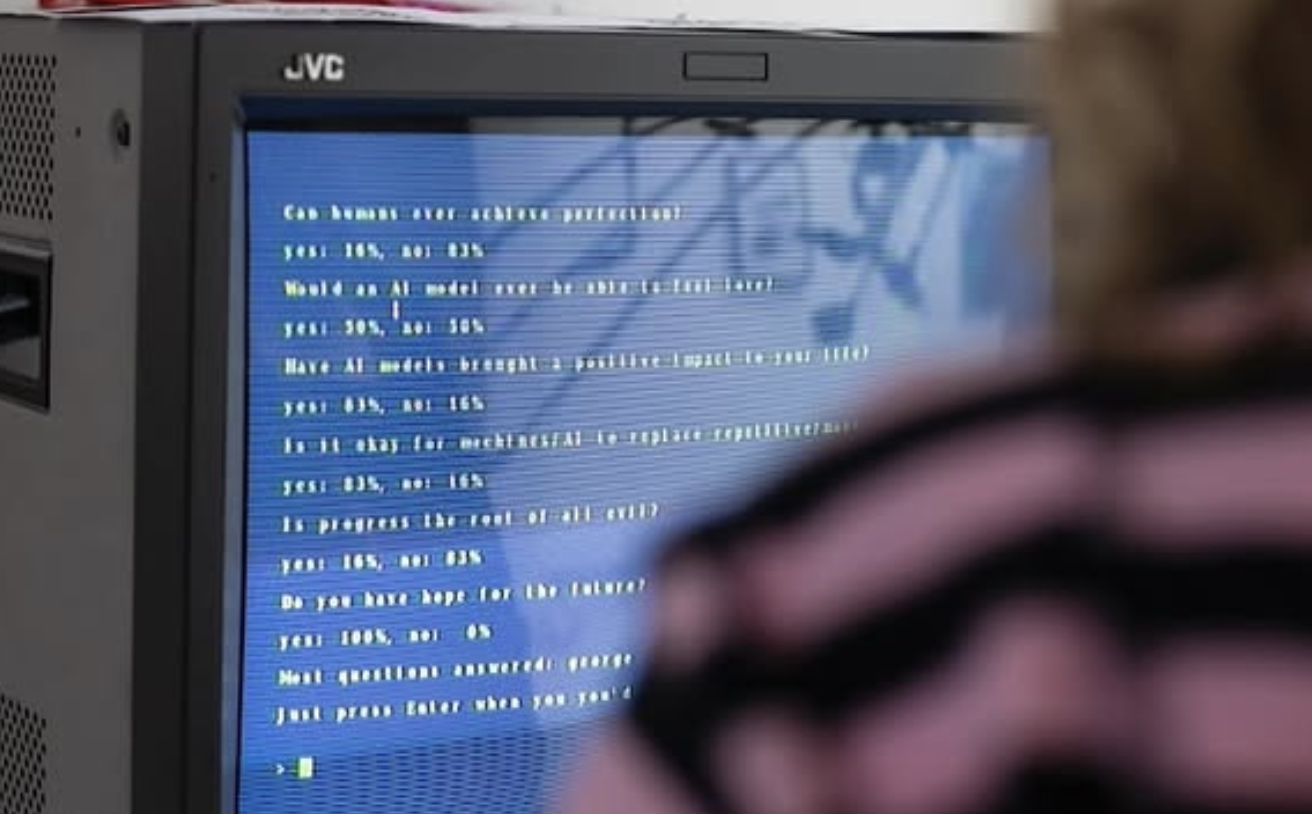 JVC
Can humans ever achieve perfection?
yes: 16%, no: 83%
Would an AI model ever be able to feel love?
yes: 50%, no: 50%
Have AI models brought a positive impact to your life?
yes: 83%, no: 16%
Is it okay for machines/AI to replace repetitive/
yes: 83%, no: 16%
Is progress the root of all evil?
yes: 16%, no: 83%
Do you have hope for the future?
yes: 100%, no: 0%
Most questions answered: george
Just press Enter when you you'd
>